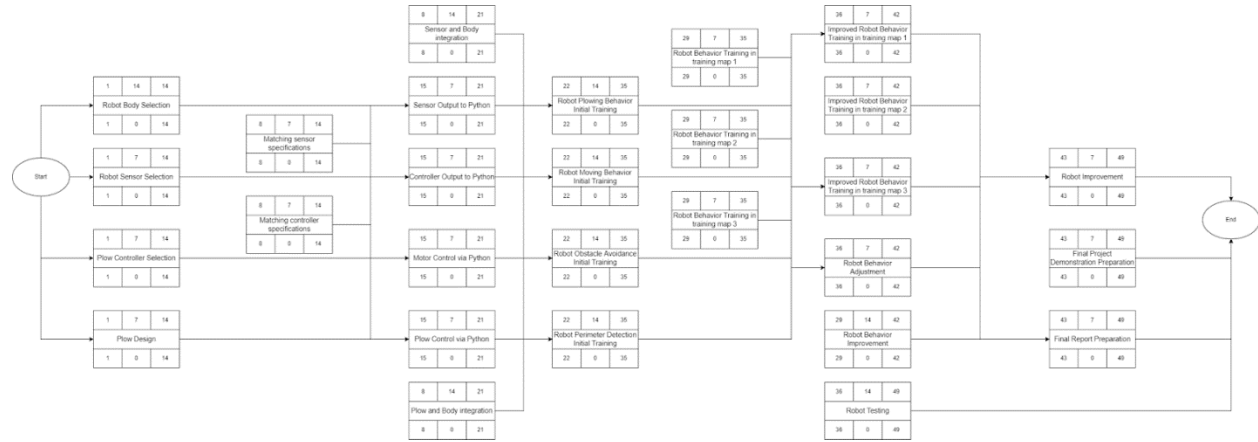 Start
1 14 14
Robot Body Selection
1 0 14
1 7 14
Robot Sensor Selection
1 0 14
1 7 14
Plow Controller Selection
1 0 14
1 7 14
Plow Design
1 0 14
8 7 14
Matching sensor
specifications
8 0 14
8 7 14
Matching controller
specifications
8 0 14
8 14 21
Sensor and Body
integration
8 0 21
15 7 21
Sensor Output to Python
15 0 21
15 7 21
Controller Output to Python
15 0 21
15 7 21
Motor Control via Python
15 0 21
15 7 21
Plow Control via Python
15 0 21
8 14 21
Plow and Body integration
8 0 21
22 14 35
Robot Plowing Behavior
Initial Training
22 0 35
22 14 35
Robot Moving Behavior
Initial Training
22 0 35
22 14 35
Robot Obstacle Avoidance
Initial Training
22 0 35
22 14 35
Robot Perimeter Detection
Initial Training
22 0 35
29 7 35
Robot Behavior Training in
training map 1
29 0 35
29 7 35
Robot Behavior Training in
training map 2
29 0 35
29 7 35
Robot Behavior Training in
training map 3
29 0 35
36 7 42
Improved Robot Behavior
Training in training map 1
36 0 42
36 7 42
Improved Robot Behavior
Training in training map 2
36 0 42
36 7 42
Improved Robot Behavior
Training in training map 3
36 0 42
36 7 42
Robot Behavior
Adjustment
36 0 42
29 14 42
Robot Behavior
Improvement
29 0 42
36 14 49
Robot Testing
36 0 49
43 7 49
Robot Improvement
43 0 49
43 7 49
Final Project
Demonstration Preparation
43 0 49
43 7 49
Final Report Preparation
43 0 49
End